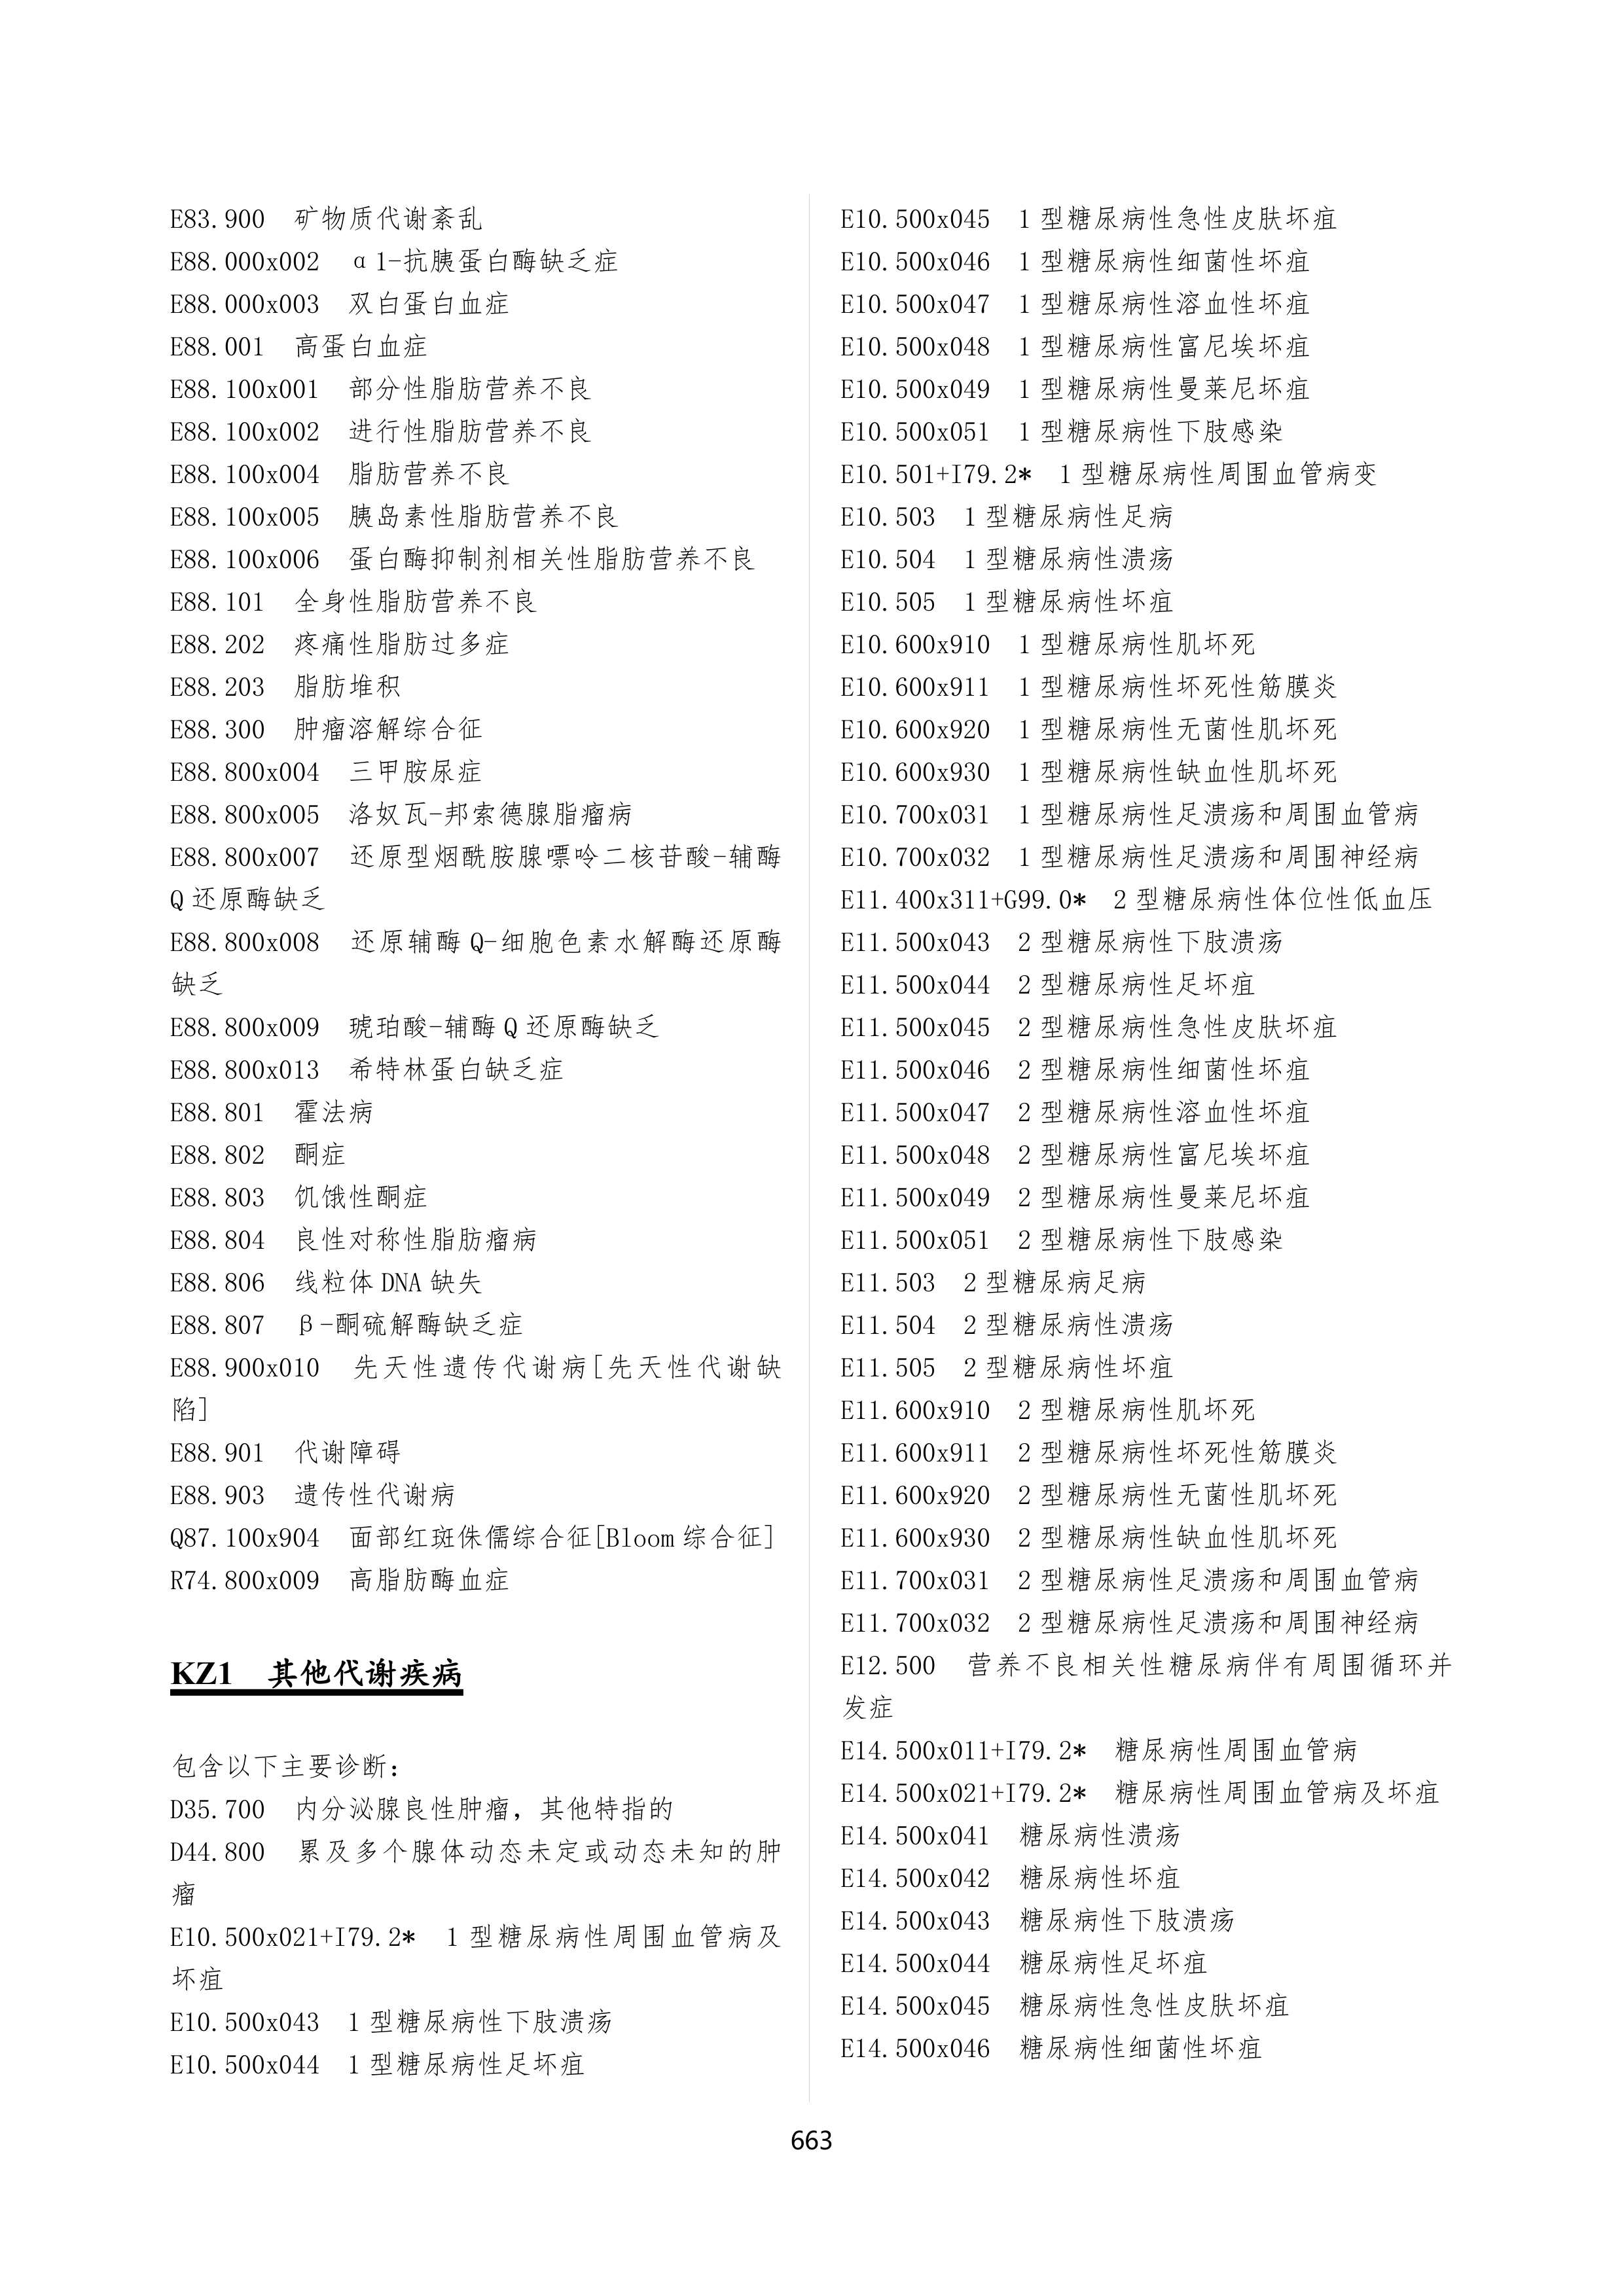 E83.900　矿物质代谢紊乱
E88.000x002　α1-抗胰蛋白酶缺乏症
E88.000x003　双白蛋白血症
E88.001　高蛋白血症
E88.100x001　部分性脂肪营养不良
E88.100x002　进行性脂肪营养不良
E88.100x004　脂肪营养不良
E88.100x005　胰岛素性脂肪营养不良
E88.100x006　蛋白酶抑制剂相关性脂肪营养不良
E88.101　全身性脂肪营养不良
E88.202　疼痛性脂肪过多症
E88.203　脂肪堆积
E88.300　肿瘤溶解综合征
E88.800x004　三甲胺尿症
E88.800x005　洛奴瓦-邦索德腺脂瘤病
E88.800x007　还原型烟酰胺腺嘌呤二核苷酸-辅酶
Q 还原酶缺乏
E88.800x008　还原辅酶 Q-细胞色素水解酶还原酶
缺乏
E88.800x009　琥珀酸-辅酶 Q 还原酶缺乏
E88.800x013　希特林蛋白缺乏症
E88.801　霍法病
E88.802　酮症
E88.803　饥饿性酮症
E88.804　良性对称性脂肪瘤病
E88.806　线粒体 DNA 缺失
E88.807　β-酮硫解酶缺乏症
E88.900x010　先天性遗传代谢病[先天性代谢缺
陷]
E88.901　代谢障碍
E88.903　遗传性代谢病
Q87.100x904　面部红斑侏儒综合征[Bloom 综合征]
R74.800x009　高脂肪酶血症
KZ1　其他代谢疾病
包含以下主要诊断：
D35.700　内分泌腺良性肿瘤，其他特指的
D44.800　累及多个腺体动态未定或动态未知的肿
瘤
E10.500x021+I79.2*　1 型糖尿病性周围血管病及
坏疽
E10.500x043　1 型糖尿病性下肢溃疡
E10.500x044　1 型糖尿病性足坏疽
E10.500x045　1 型糖尿病性急性皮肤坏疽
E10.500x046　1 型糖尿病性细菌性坏疽
E10.500x047　1 型糖尿病性溶血性坏疽
E10.500x048　1 型糖尿病性富尼埃坏疽
E10.500x049　1 型糖尿病性曼莱尼坏疽
E10.500x051　1 型糖尿病性下肢感染
E10.501+I79.2*　1 型糖尿病性周围血管病变
E10.503　1 型糖尿病性足病
E10.504　1 型糖尿病性溃疡
E10.505　1 型糖尿病性坏疽
E10.600x910　1 型糖尿病性肌坏死
E10.600x911　1 型糖尿病性坏死性筋膜炎
E10.600x920　1 型糖尿病性无菌性肌坏死
E10.600x930　1 型糖尿病性缺血性肌坏死
E10.700x031　1 型糖尿病性足溃疡和周围血管病
E10.700x032　1 型糖尿病性足溃疡和周围神经病
E11.400x311+G99.0*　2 型糖尿病性体位性低血压
E11.500x043　2 型糖尿病性下肢溃疡
E11.500x044　2 型糖尿病性足坏疽
E11.500x045　2 型糖尿病性急性皮肤坏疽
E11.500x046　2 型糖尿病性细菌性坏疽
E11.500x047　2 型糖尿病性溶血性坏疽
E11.500x048　2 型糖尿病性富尼埃坏疽
E11.500x049　2 型糖尿病性曼莱尼坏疽
E11.500x051　2 型糖尿病性下肢感染
E11.503　2 型糖尿病足病
E11.504　2 型糖尿病性溃疡
E11.505　2 型糖尿病性坏疽
E11.600x910　2 型糖尿病性肌坏死
E11.600x911　2 型糖尿病性坏死性筋膜炎
E11.600x920　2 型糖尿病性无菌性肌坏死
E11.600x930　2 型糖尿病性缺血性肌坏死
E11.700x031　2 型糖尿病性足溃疡和周围血管病
E11.700x032　2 型糖尿病性足溃疡和周围神经病
E12.500　营养不良相关性糖尿病伴有周围循环并
发症
E14.500x011+I79.2*　糖尿病性周围血管病
E14.500x021+I79.2*　糖尿病性周围血管病及坏疽
E14.500x041　糖尿病性溃疡
E14.500x042　糖尿病性坏疽
E14.500x043　糖尿病性下肢溃疡
E14.500x044　糖尿病性足坏疽
E14.500x045　糖尿病性急性皮肤坏疽
E14.500x046　糖尿病性细菌性坏疽
663